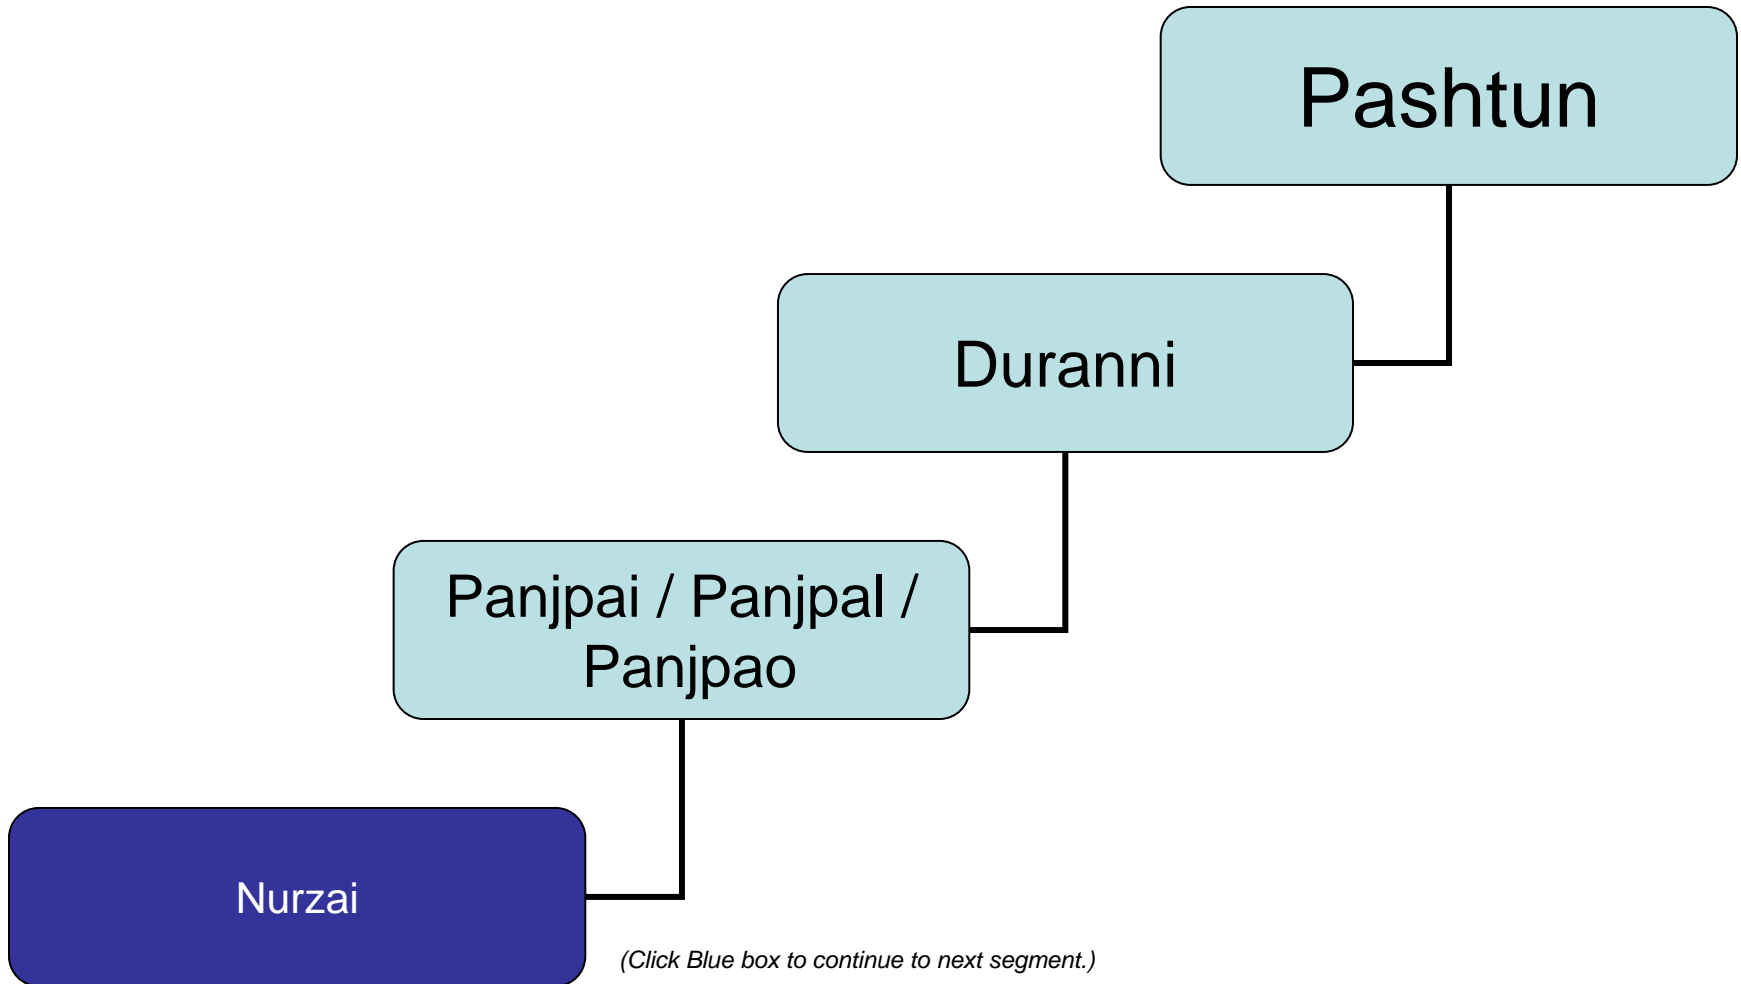 Pashtun
Duranni
Panjpai / Panjpal /
Panjpao
Nurzai
(Click Blue box to continue to next segment.)